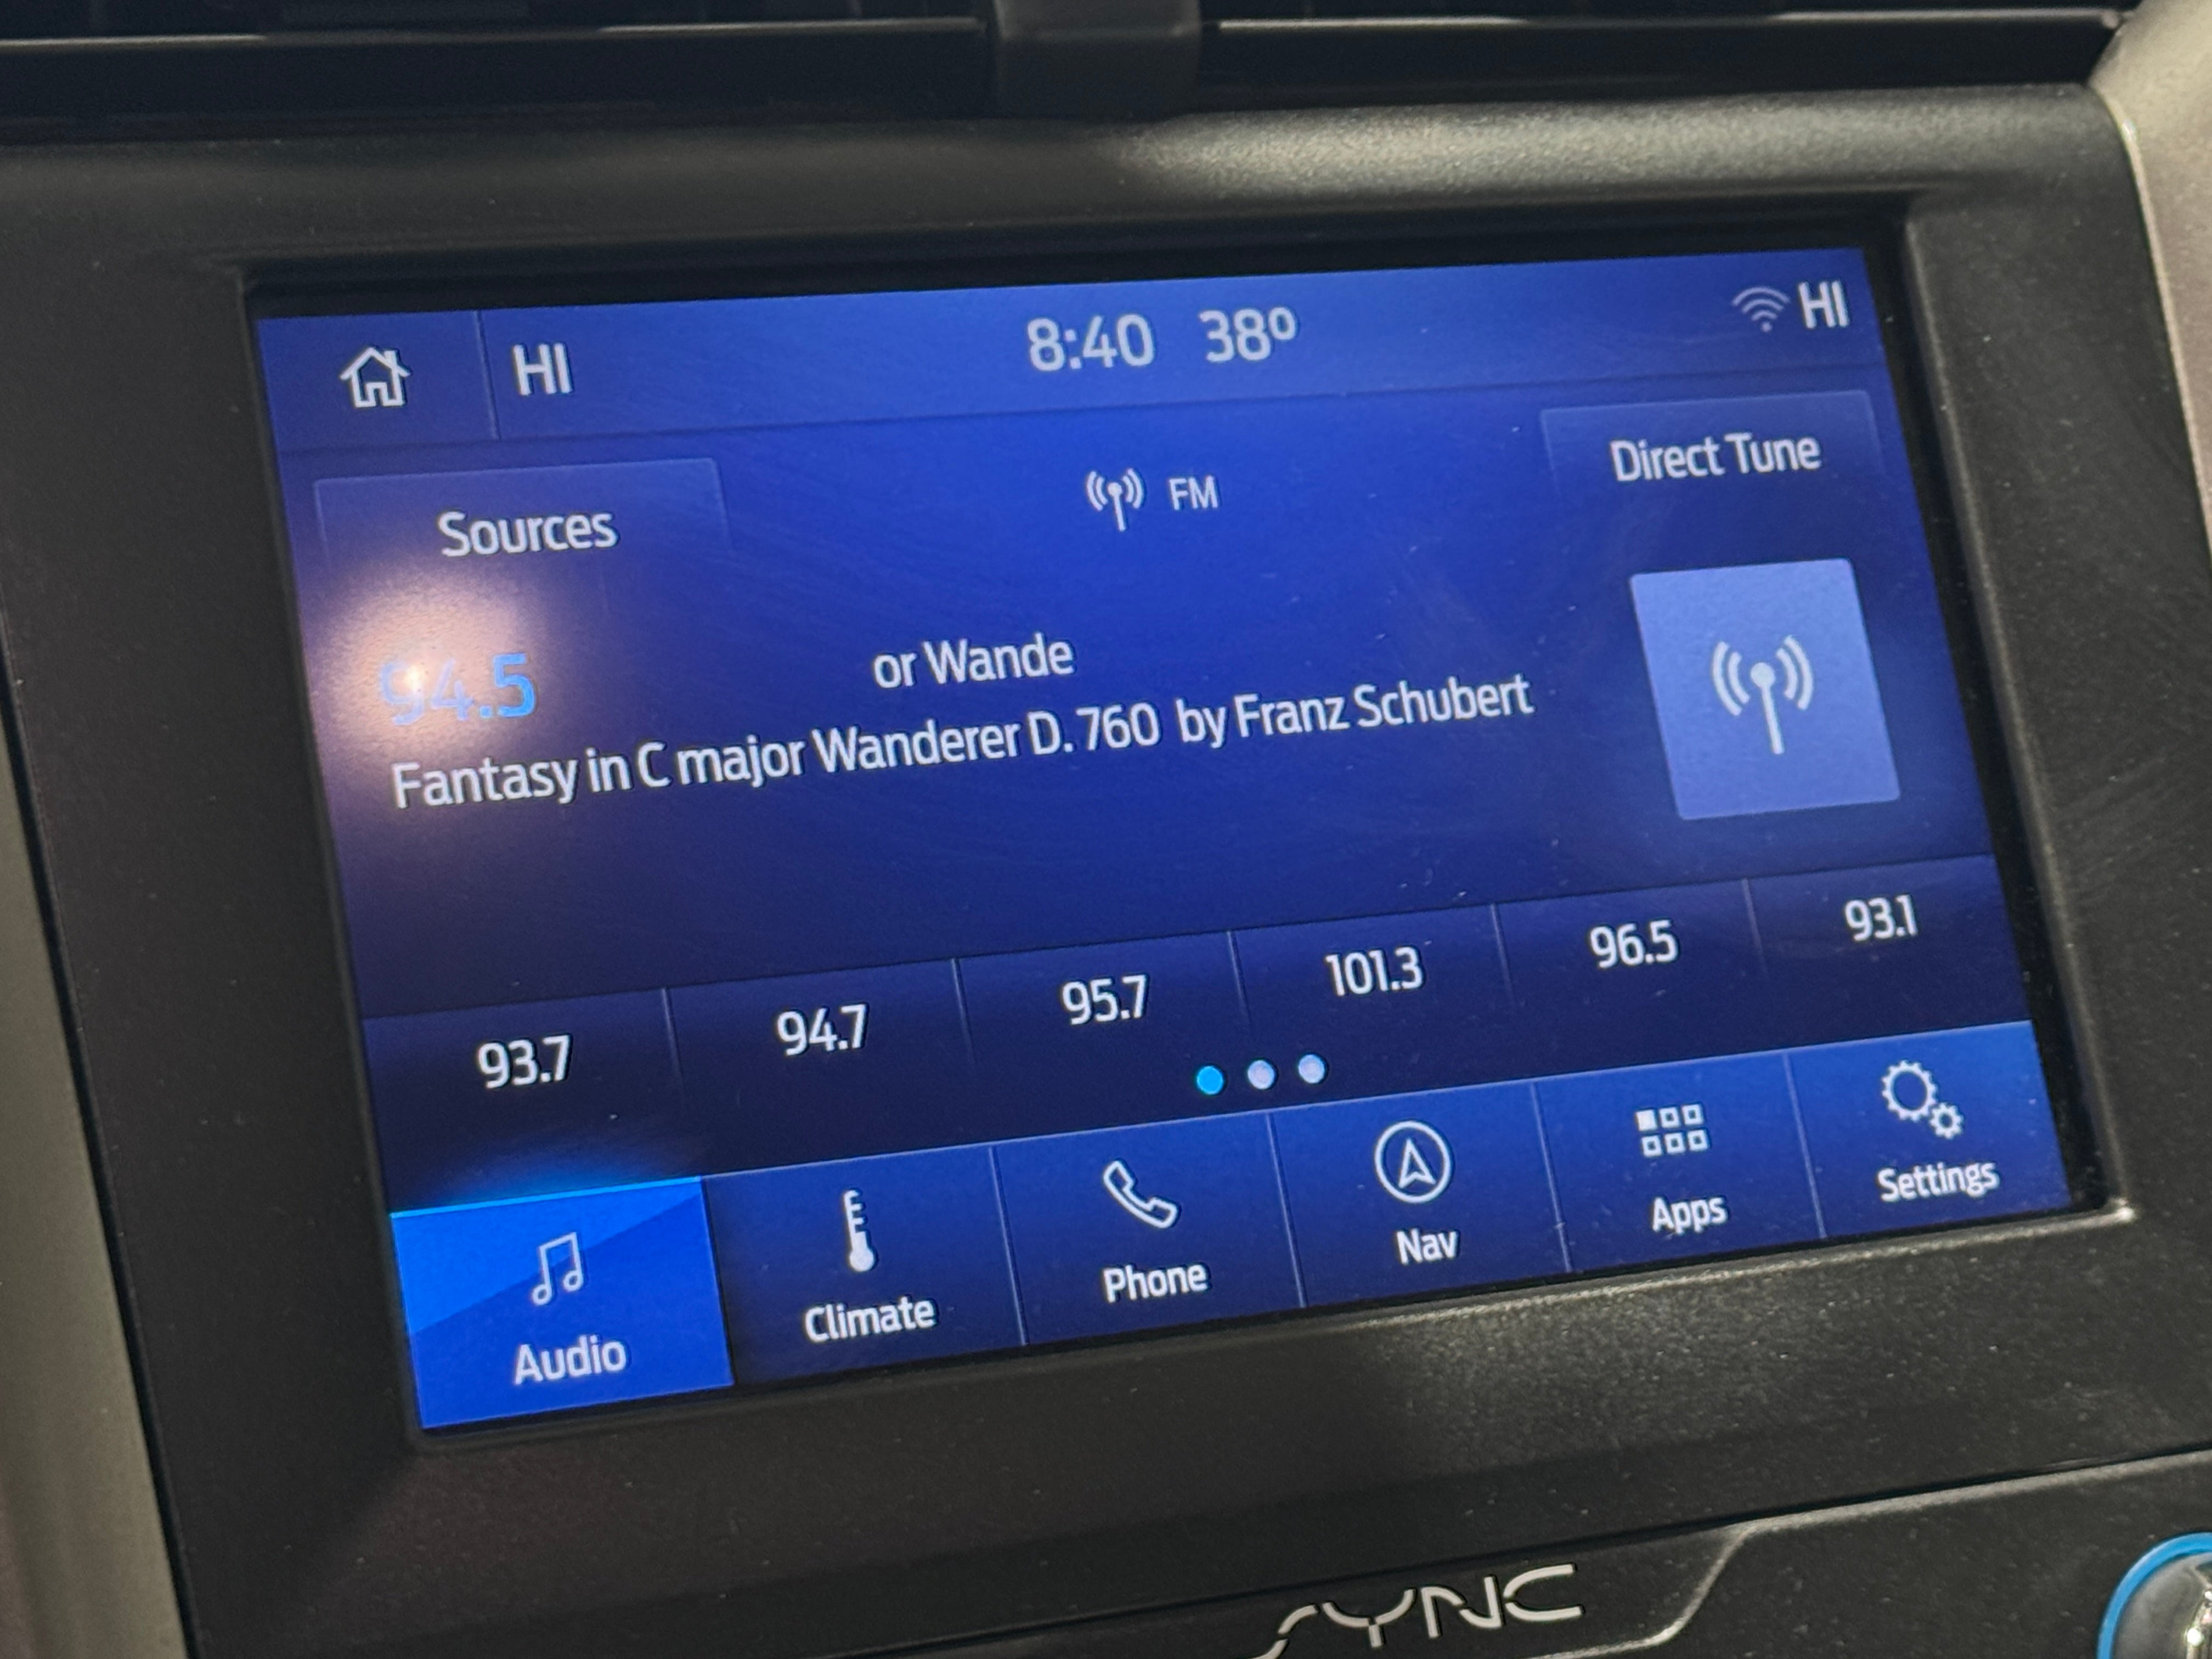 HI 8:40 38º HI
Sources FM Direct Tune
94.5 or Wande
Fantasy in C major Wanderer D. 760 by Franz Schubert
93.7 94.7 95.7 101.3 96.5 93.1
Audio Climate Phone Nav Apps Settings
SYNC